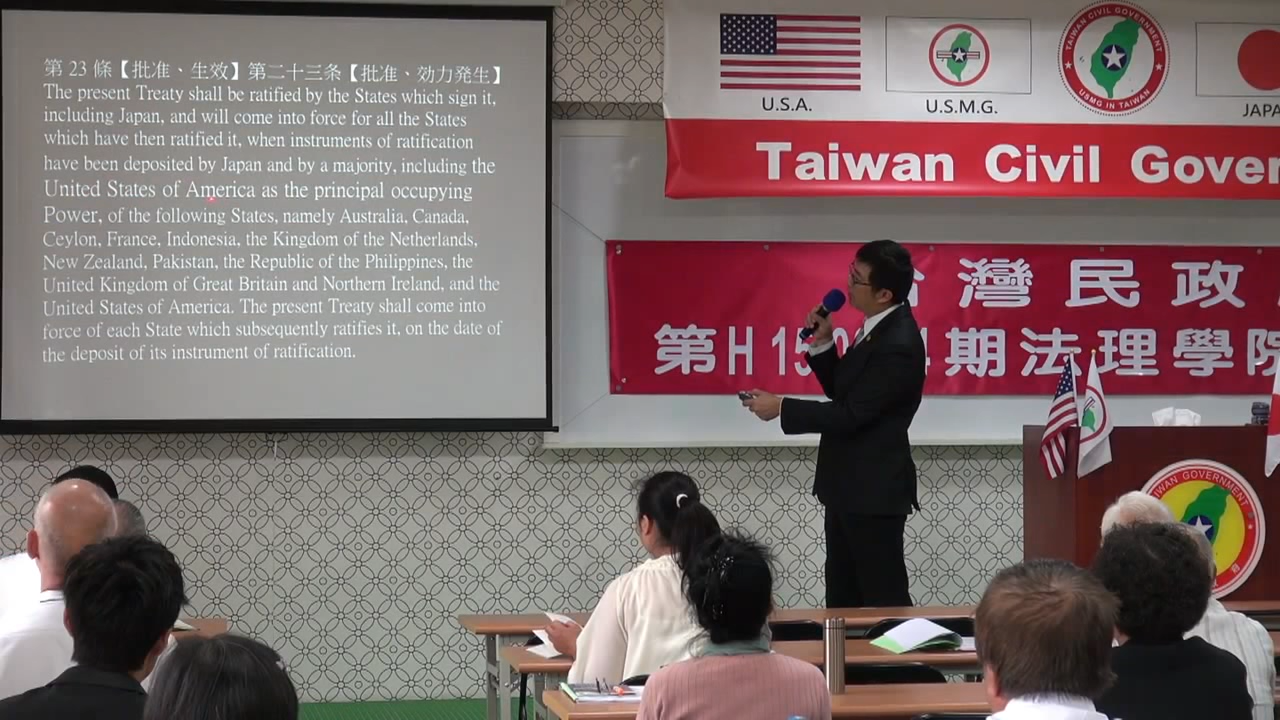 第 23 條【批准、生效】第二十三条【批准、効力発生】
The present Treaty shall be ratified by the States which sign it,
including Japan, and will come into force for all the States
which have then ratified it, when instruments of ratification
have been deposited by Japan and by a majority, including the
United States of America as the principal occupying
Power, of the following States, namely Australia, Canada,
Ceylon, France, Indonesia, the Kingdom of the Netherlands,
New Zealand, Pakistan, the Republic of the Philippines, the
United Kingdom of Great Britain and Northern Ireland, and the
United States of America. The present Treaty shall come into
force of each State which subsequently ratifies it, on the date of
the deposit of its instrument of ratification.
U.S.A.
U.S.M.G.
TAIWAN CIVIL GOVERNMENT
USMG IN TAIWAN
JAPA
Taiwan Civil Gover
灣民政
第H15
期法理學院
WAN GOVERNMENT